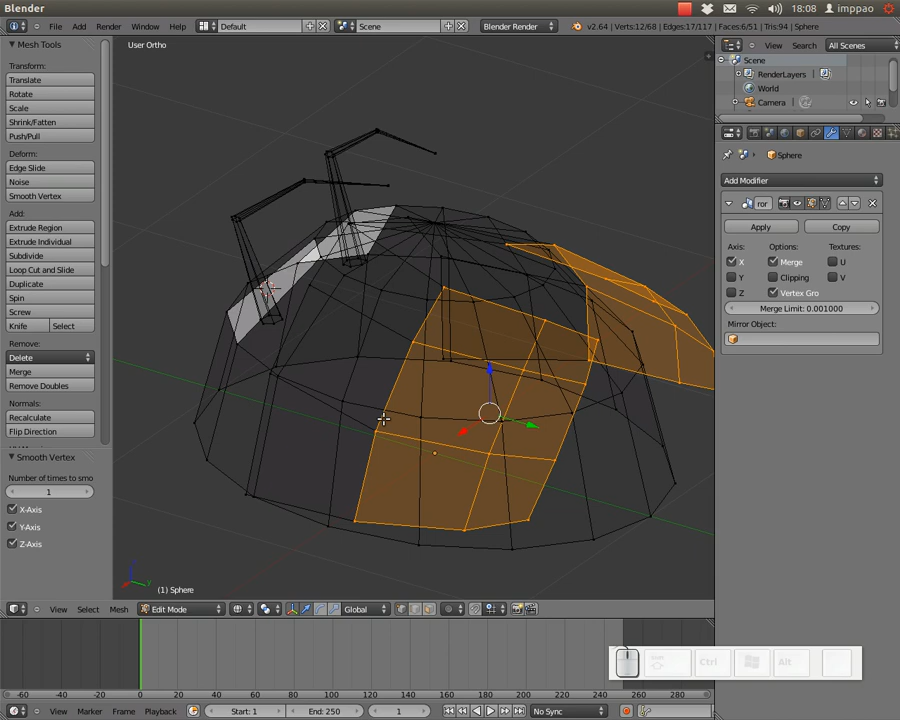 Blender
18:08
imppao
File
Add
Render
Window
Help
Default
Scene
Blender Render
v2.64 | Verts:12/68 | Edges:17/117 | Faces:6/51 | Tris:94 | Sphere
Mesh Tools
Transform:
Translate
Rotate
Scale
Shrink/Fatten
Push/Pull
Deform:
Edge Slide
Noise
Smooth Vertex
Add:
Extrude Region
Extrude Individual
Subdivide
Loop Cut and Slide
Duplicate
Spin
Screw
Knife
Select
Remove:
Delete
Merge
Remove Doubles
Normals:
Recalculate
Flip Direction
Smooth Vertex
Number of times to smo
1
X-Axis
Y-Axis
Z-Axis
User Ortho
(1) Sphere
View
Select
Mesh
Edit Mode
Global
View
Search
All Scenes
Scene
RenderLayers
World
Camera
Sphere
Add Modifier
ror
Apply
Copy
Axis:
Options:
Textures:
X
Merge
U
Y
Clipping
V
Z
Vertex Gro
Merge Limit: 0.001000
Mirror Object:
Ctrl
Alt
-60 -40 -20 0 20 40 60 80 100 120 140 160 180 200 220 240 260 280
View
Marker
Frame
Playback
Start: 1
End: 250
1
No Sync